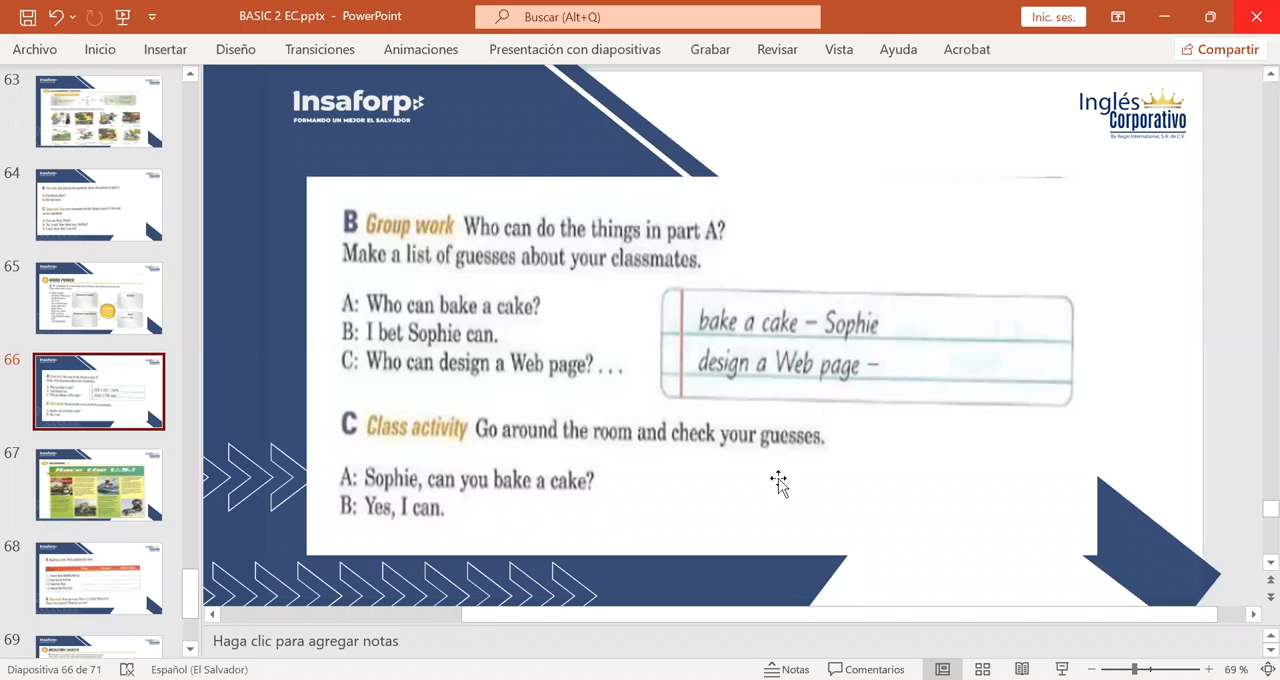 BASIC 2 EC.pptx - PowerPoint
Buscar (Alt+Q)
Inic. ses.
Archivo Inicio Insertar Diseño Transiciones Animaciones Presentación con diapositivas Grabar Revisar Vista Ayuda Acrobat
Compartir
63
64
65
66
67
68
69
Insaforp
FORMANDO UN MEJOR EL SALVADOR
Inglés
Corporativo
By Regal International, S.A. de C.V.
B Group work Who can do the things in part A?
Make a list of guesses about your classmates.
A: Who can bake a cake?
B: I bet Sophie can.
C: Who can design a Web page? . . .
bake a cake – Sophie
design a Web page –
C Class activity Go around the room and check your guesses.
A: Sophie, can you bake a cake?
B: Yes, I can.
Haga clic para agregar notas
Diapositiva 66 de 71 Español (El Salvador) Notas Comentarios 69 %